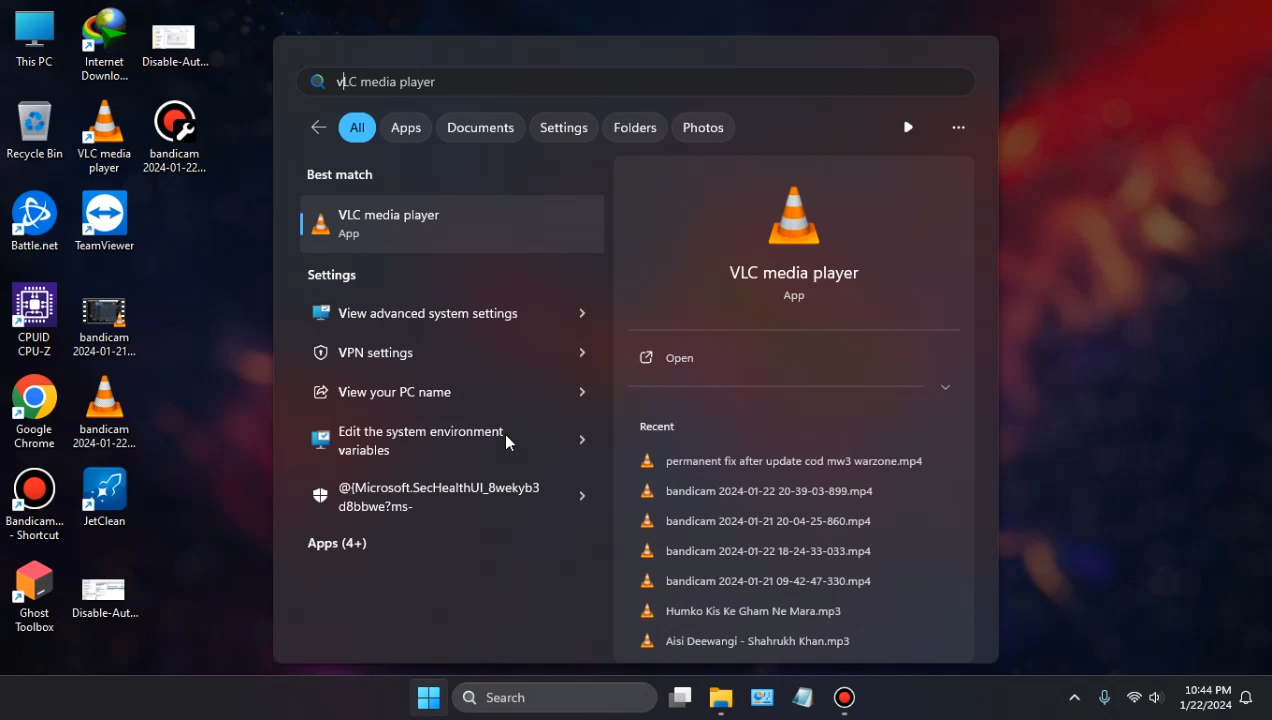 This PC
Internet
Downlo...
Disable-Aut...
Recycle Bin
VLC media
player
bandicam
2024-01-22...
Battle.net
TeamViewer
CPUID
CPU-Z
bandicam
2024-01-21...
Google
Chrome
bandicam
2024-01-22...
Bandicam...
- Shortcut
JetClean
Ghost
Toolbox
Disable-Aut...
vLC media player
All
Apps
Documents
Settings
Folders
Photos
Best match
VLC media player
App
Settings
View advanced system settings
VPN settings
View your PC name
Edit the system environment
variables
@{Microsoft.SecHealthUI_8wekyb3
d8bbwe?ms-
Apps (4+)
VLC media player
App
Open
Recent
permanent fix after update cod mw3 warzone.mp4
bandicam 2024-01-22 20-39-03-899.mp4
bandicam 2024-01-21 20-04-25-860.mp4
bandicam 2024-01-22 18-24-33-033.mp4
bandicam 2024-01-21 09-42-47-330.mp4
Humko Kis Ke Gham Ne Mara.mp3
Aisi Deewangi - Shahrukh Khan.mp3
Search
10:44 PM
1/22/2024